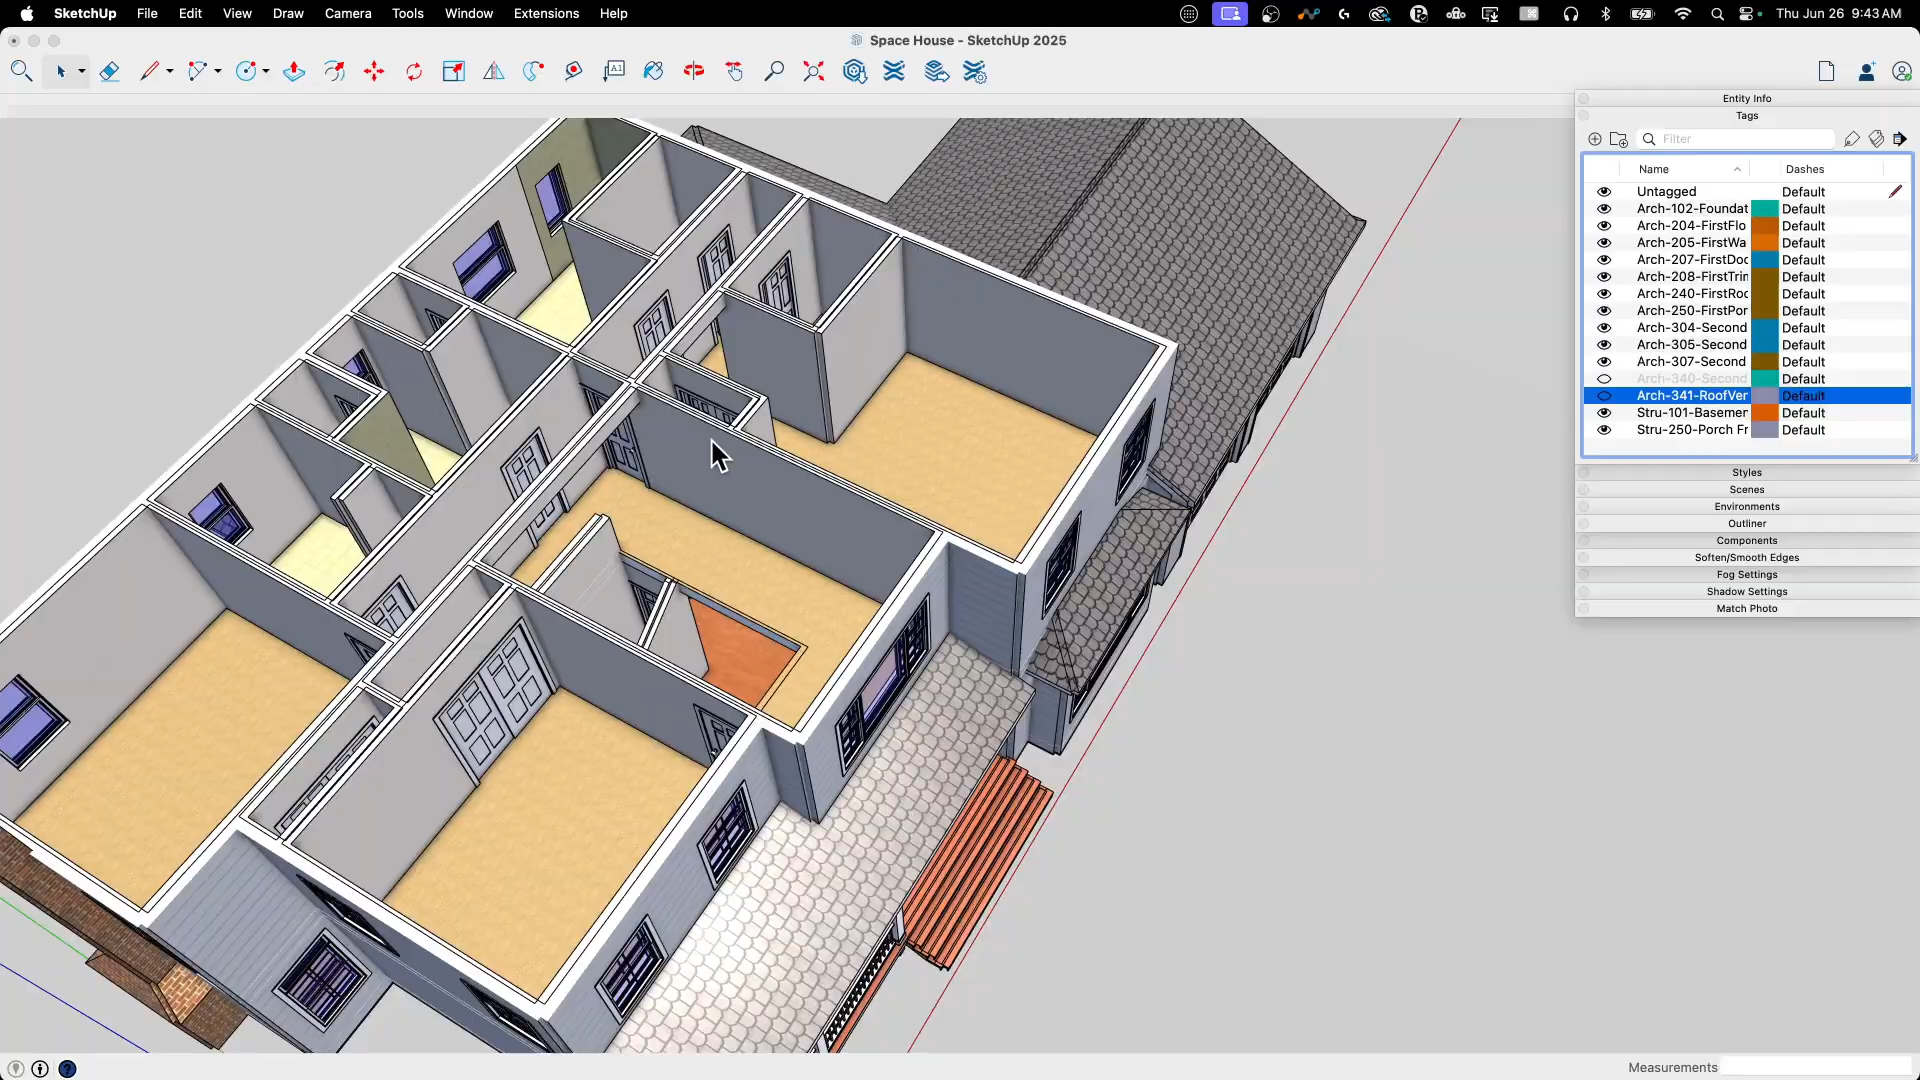 SketchUp File Edit View Draw Camera Tools Window Extensions Help Thu Jun 26 9:43 AM
Space House - SketchUp 2025
A1
Entity Info
Tags
Filter
Name Dashes
Untagged Default
Arch-102-Foundat Default
Arch-204-FirstFlo Default
Arch-205-FirstWa Default
Arch-207-FirstDoc Default
Arch-208-FirstTrin Default
Arch-240-FirstRoc Default
Arch-250-FirstPor Default
Arch-304-Second Default
Arch-305-Second Default
Arch-307-Second Default
Arch-340-Second Default
Arch-341-RoofVer Default
Stru-101-Basemer Default
Stru-250-Porch Fr Default
Styles
Scenes
Environments
Outliner
Components
Soften/Smooth Edges
Fog Settings
Shadow Settings
Match Photo
Measurements